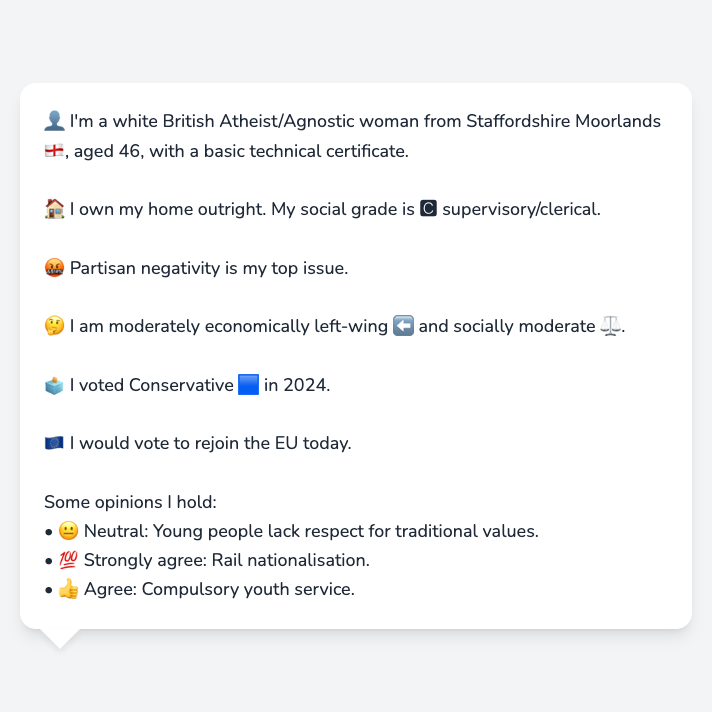 👤 I'm a white British Atheist/Agnostic woman from Staffordshire Moorlands
🏴󠁧󠁢󠁥󠁮󠁧󠁿, aged 46, with a basic technical certificate.
🏠 I own my home outright. My social grade is 🅲 supervisory/clerical.
🤬 Partisan negativity is my top issue.
🤔 I am moderately economically left-wing ⬅️ and socially moderate ⚖️.
🗳️ I voted Conservative 🟦 in 2024.
🇪🇺 I would vote to rejoin the EU today.
Some opinions I hold:
• 😐 Neutral: Young people lack respect for traditional values.
• 💯 Strongly agree: Rail nationalisation.
• 👍 Agree: Compulsory youth service.